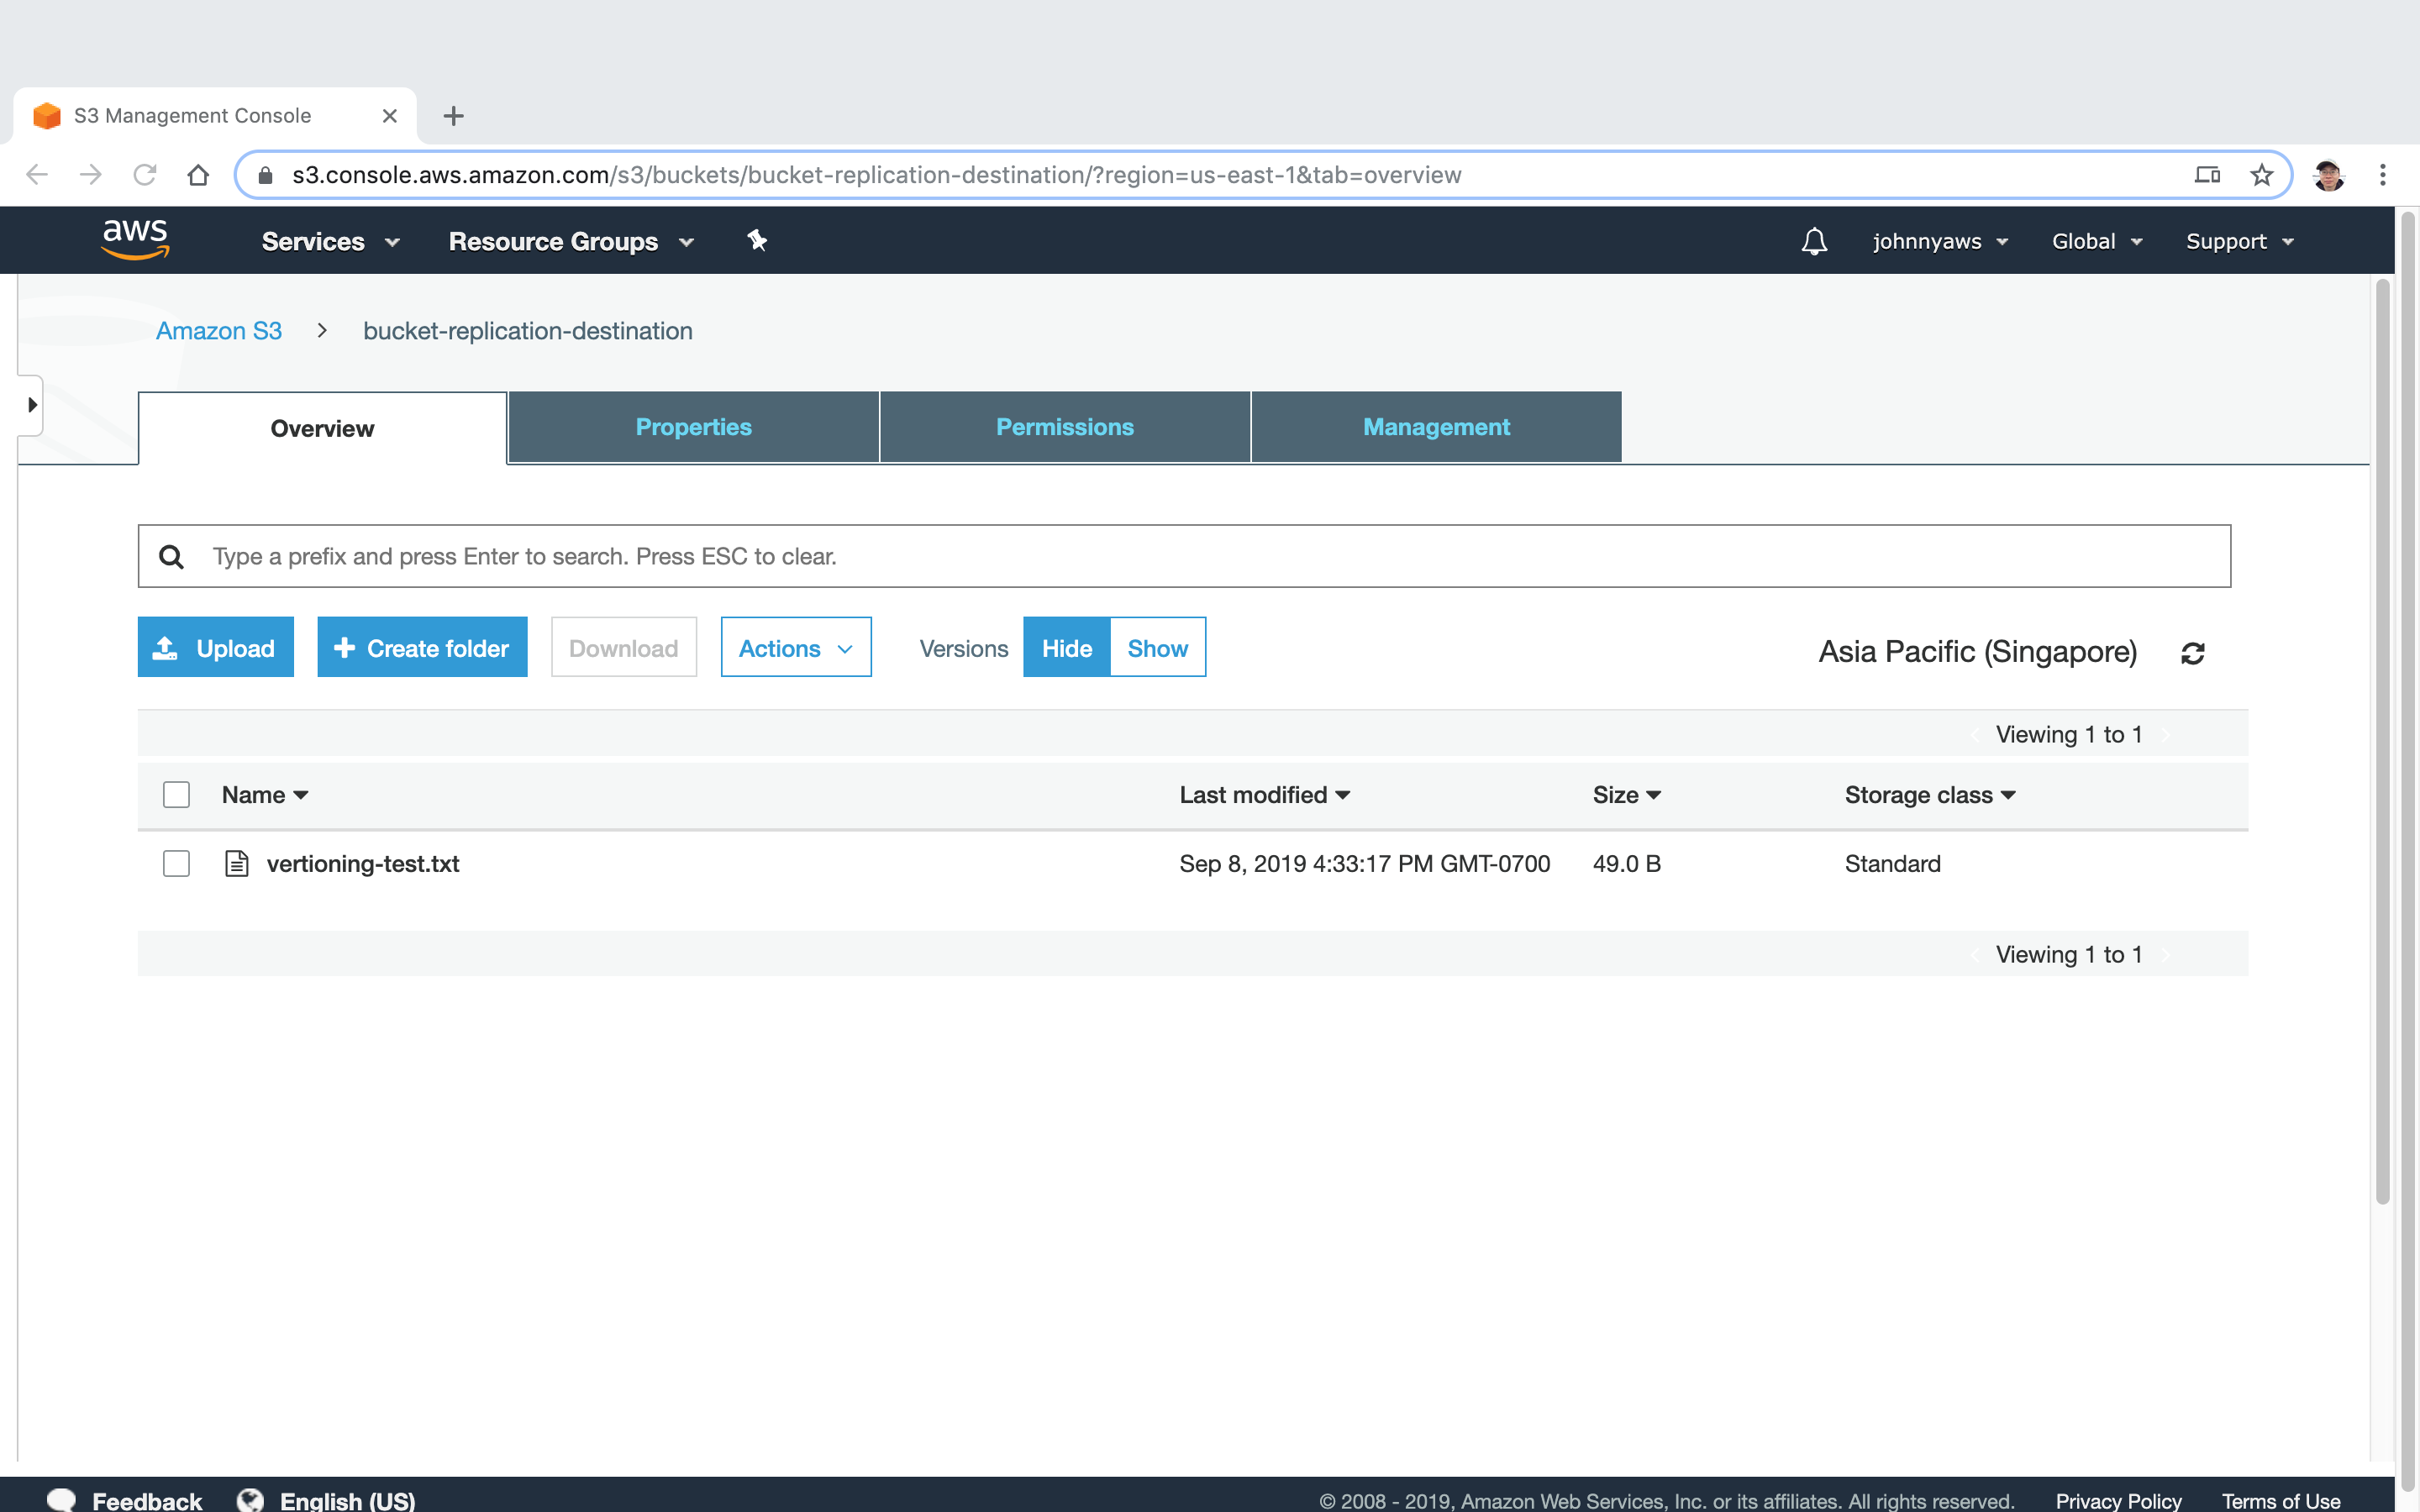 S3 Management Console
s3.console.aws.amazon.com/s3/buckets/bucket-replication-destination/?region=us-east-1&tab=overview
aws Services Resource Groups johnnyaws Global Support
Amazon S3 > bucket-replication-destination
Overview Properties Permissions Management
Type a prefix and press Enter to search. Press ESC to clear.
Upload + Create folder Download Actions Versions Hide Show Asia Pacific (Singapore)
Viewing 1 to 1
Name Last modified Size Storage class
vertioning-test.txt Sep 8, 2019 4:33:17 PM GMT-0700 49.0 B Standard
Viewing 1 to 1
Feedback English (US) © 2008 - 2019, Amazon Web Services, Inc. or its affiliates. All rights reserved. Privacy Policy Terms of Use